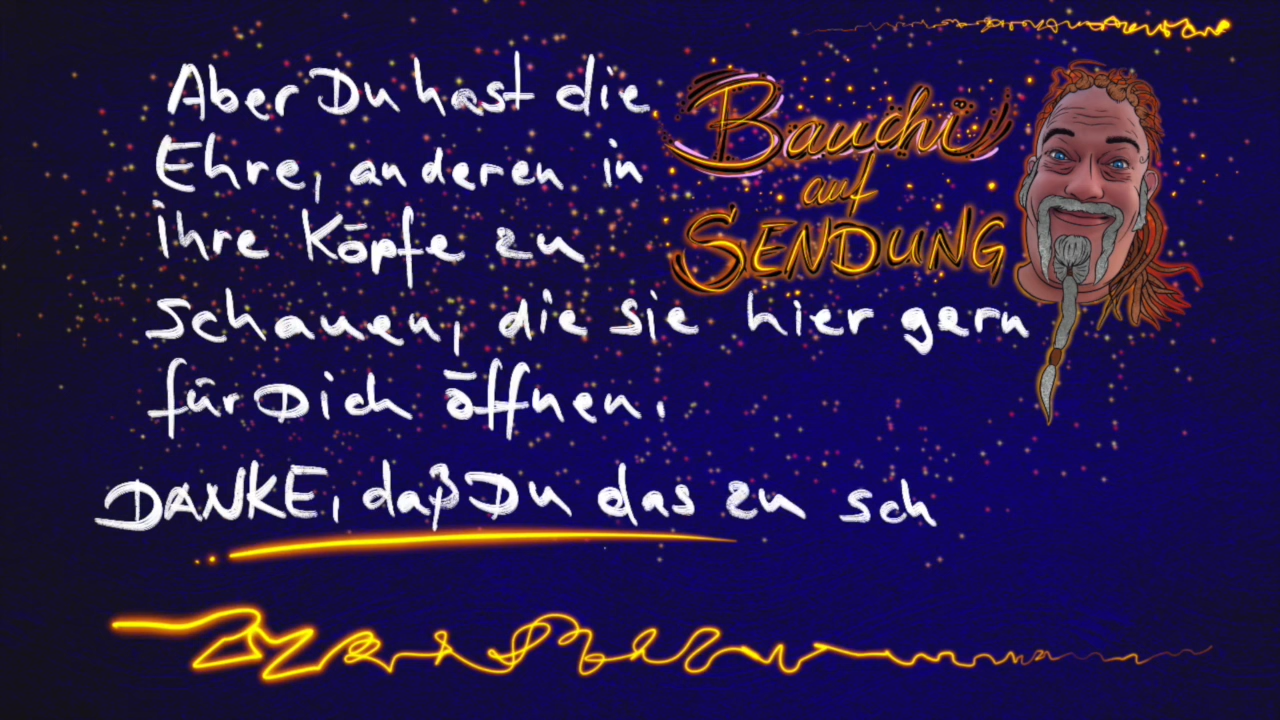 Aber Du hast die
Ehre, anderen in
ihre Köpfe zu
schauen, die sie hier gern
für Dich öffnen.
DANKE, daß Du das zu sch
Bauchi
auf
SENDUNG